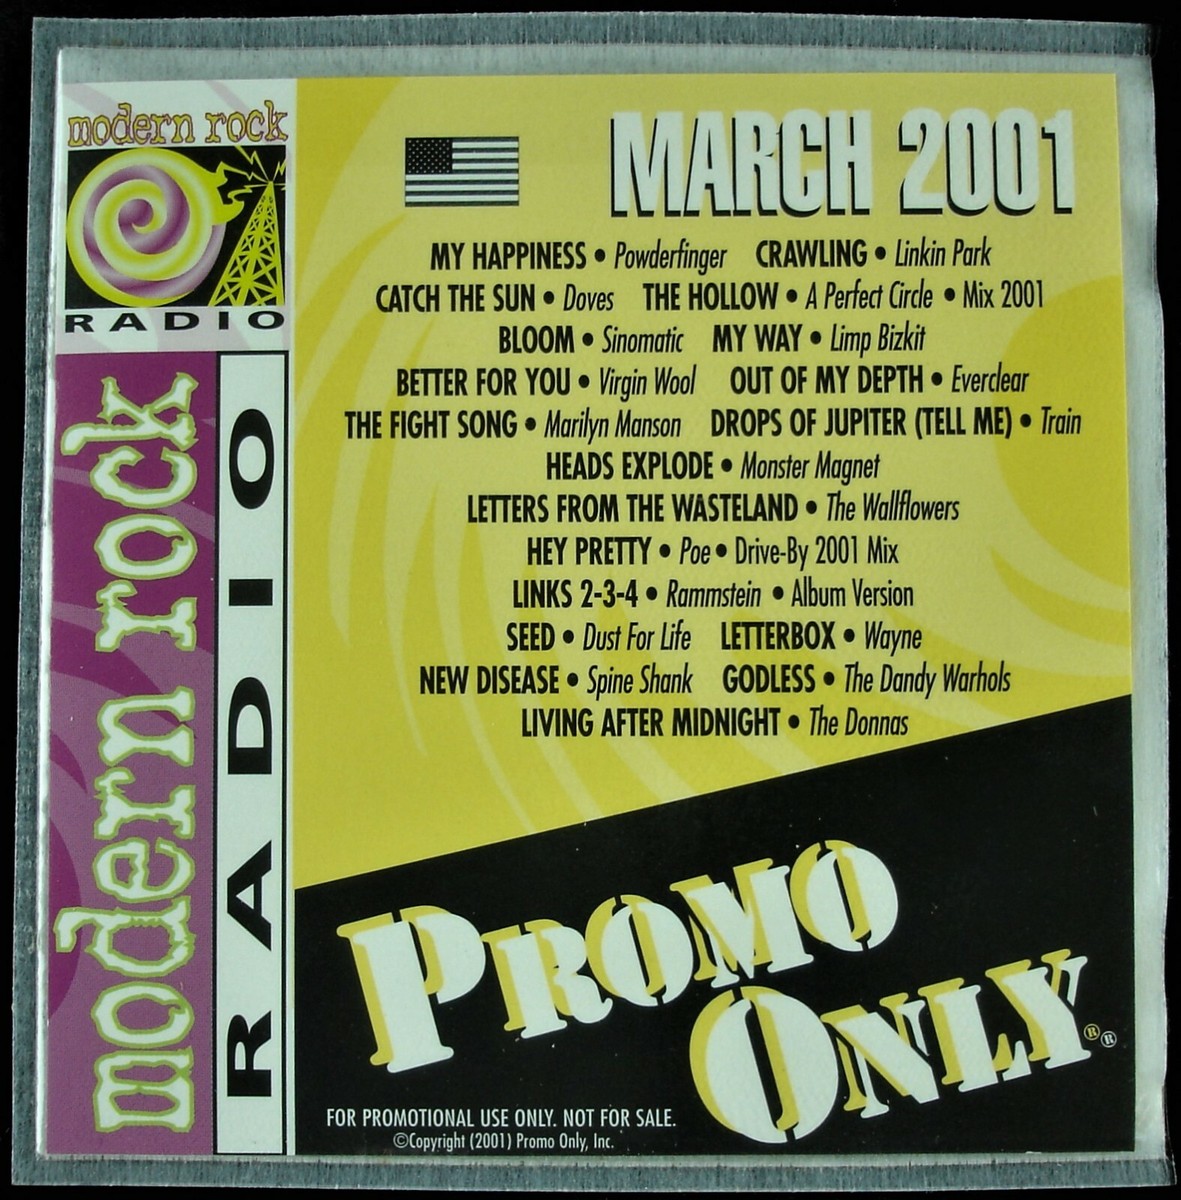 modern rock
RADIO
modern rock
RADIO
MARCH 2001
MY HAPPINESS • Powderfinger CRAWLING • Linkin Park
CATCH THE SUN • Doves THE HOLLOW • A Perfect Circle • Mix 2001
BLOOM • Sinomatic MY WAY • Limp Bizkit
BETTER FOR YOU • Virgin Wool OUT OF MY DEPTH • Everclear
THE FIGHT SONG • Marilyn Manson DROPS OF JUPITER (TELL ME) • Train
HEADS EXPLODE • Monster Magnet
LETTERS FROM THE WASTELAND • The Wallflowers
HEY PRETTY • Poe • Drive-By 2001 Mix
LINKS 2-3-4 • Rammstein • Album Version
SEED • Dust For Life LETTERBOX • Wayne
NEW DISEASE • Spine Shank GODLESS • The Dandy Warhols
LIVING AFTER MIDNIGHT • The Donnas
PROMO
ONLY®®
FOR PROMOTIONAL USE ONLY. NOT FOR SALE.
©Copyright (2001) Promo Only, Inc.